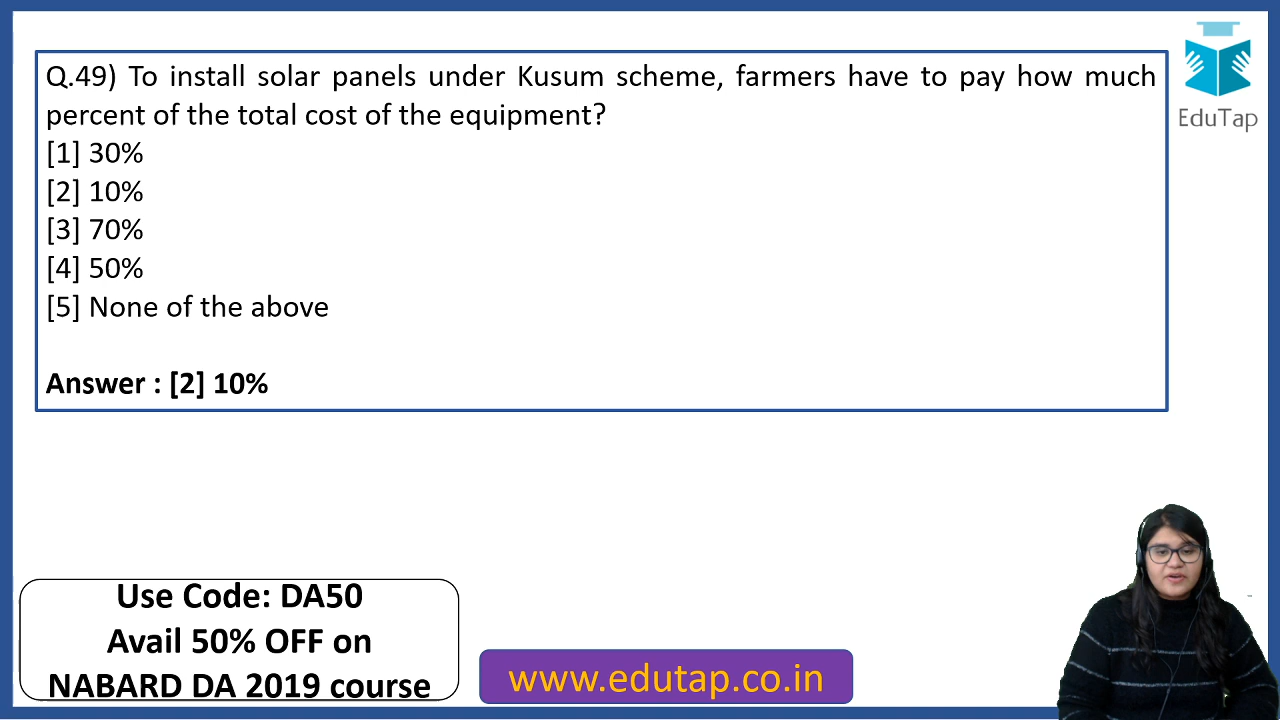 Q.49) To install solar panels under Kusum scheme, farmers have to pay how much
percent of the total cost of the equipment?
[1] 30%
[2] 10%
[3] 70%
[4] 50%
[5] None of the above
Answer : [2] 10%
EduTap
Use Code: DA50
Avail 50% OFF on
NABARD DA 2019 course
www.edutap.co.in